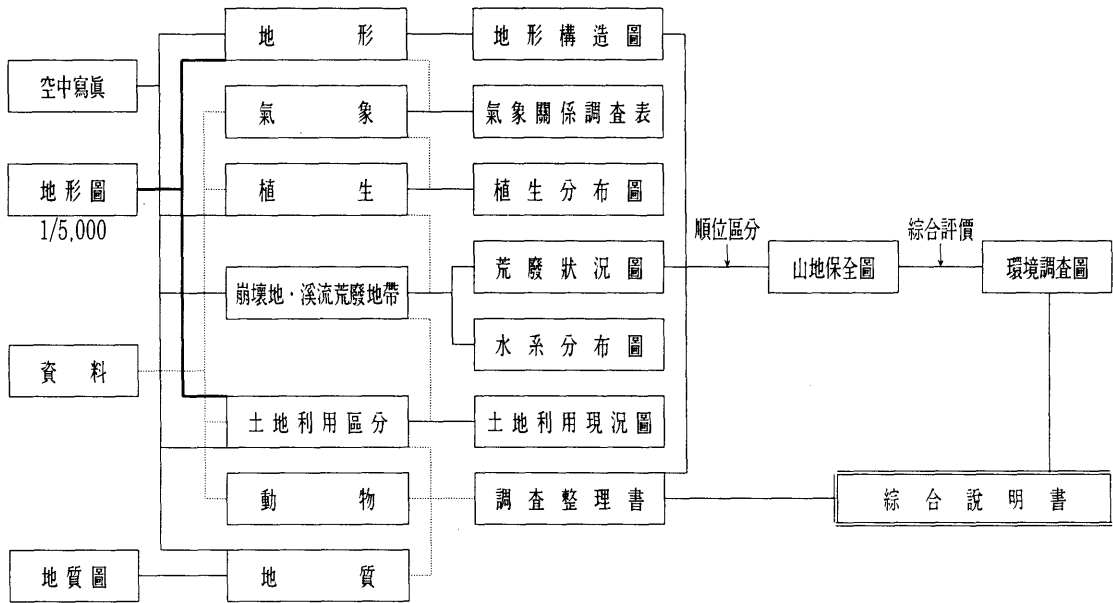 空中寫眞
地形圖
1/5,000
資料
地質圖
地形
氣象
植生
崩壞地·溪流荒廢地帶
土地利用區分
動物
地質
地形構造圖
氣象關係調査表
植生分布圖
荒廢狀況圖
水系分布圖
土地利用現況圖
調査整理書
順位區分
山地保全圖
綜合評價
環境調査圖
綜合說明書